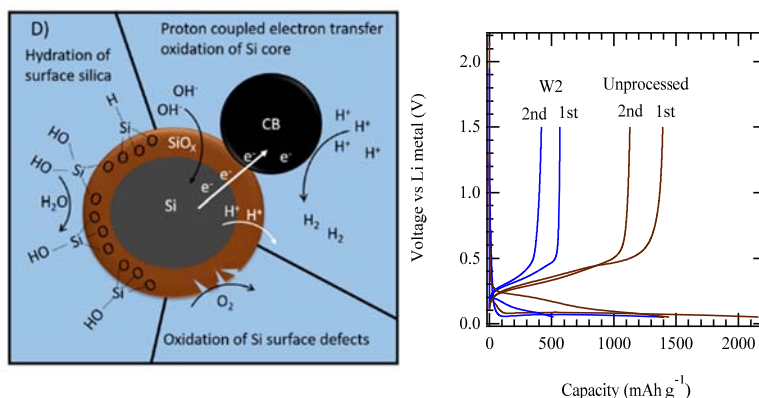 D)
Hydration of
surface silica
Proton coupled electron transfer
oxidation of Si core
H
Si
HO
HO
Si
H₂O
Si
HO
Si
HO
O O O O O O O O O O O O
SiOₓ
Si
OH⁻
OH⁻
CB
e⁻ e⁻
e⁻ e⁻
H⁺
H⁺
H⁺ H⁺
H⁺ H⁺
H₂
H₂
O₂
Oxidation of Si surface defects
Voltage vs Li metal (V)
2.0
1.5
1.0
0.5
0.0
W2 Unprocessed
2nd 1st 2nd 1st
0 500 1000 1500 2000
Capacity (mAh g⁻¹)